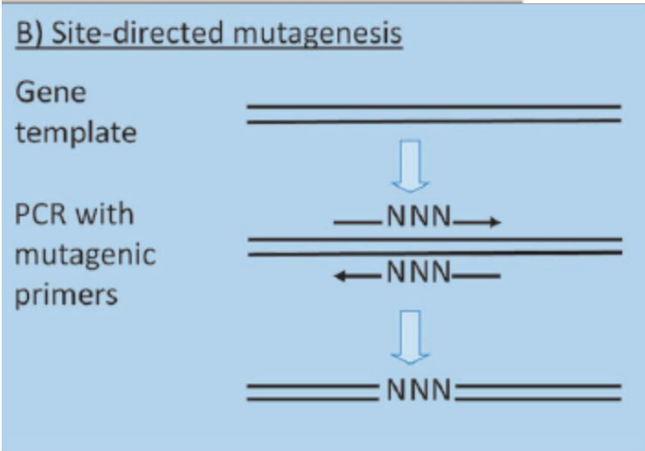 B) Site-directed mutagenesis
Gene
template
PCR with
mutagenic
primers
NNN
NNN
NNN